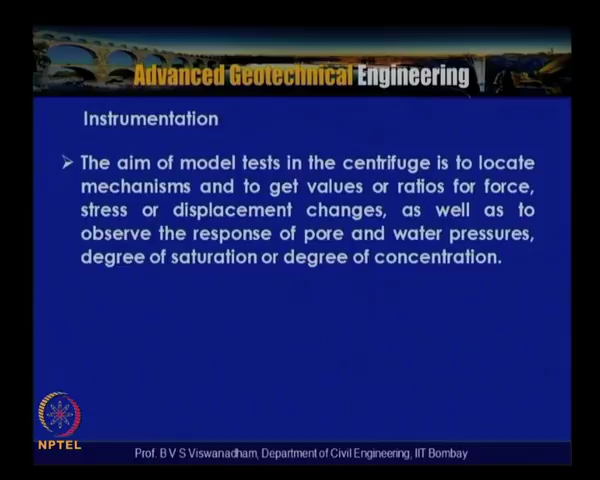 Advanced Geotechnical Engineering
Instrumentation
➢ The aim of model tests in the centrifuge is to locate
mechanisms and to get values or ratios for force,
stress or displacement changes, as well as to
observe the response of pore and water pressures,
degree of saturation or degree of concentration.
NPTEL
Prof. B V S Viswanadham, Department of Civil Engineering, IIT Bombay